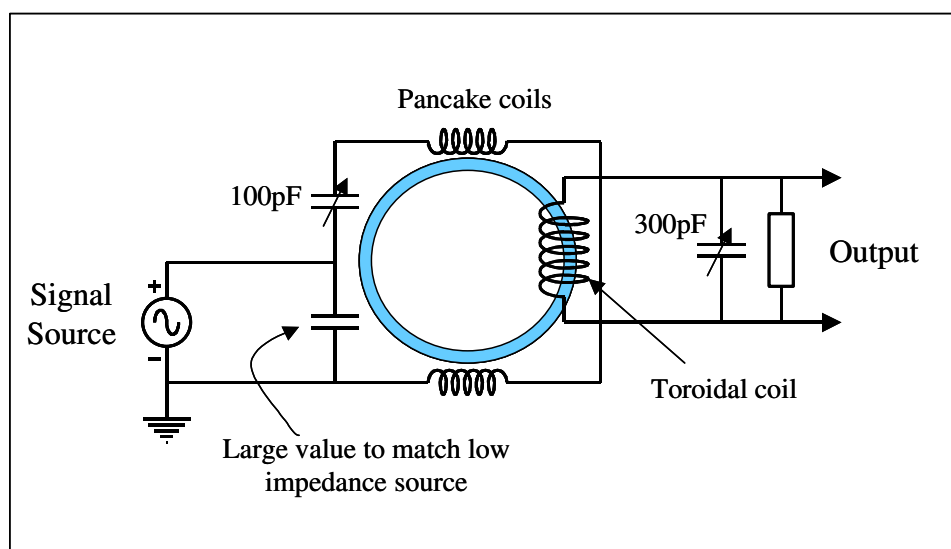 Pancake coils
100pF
300pF
Output
Signal
Source
+
−
Toroidal coil
Large value to match low
impedance source